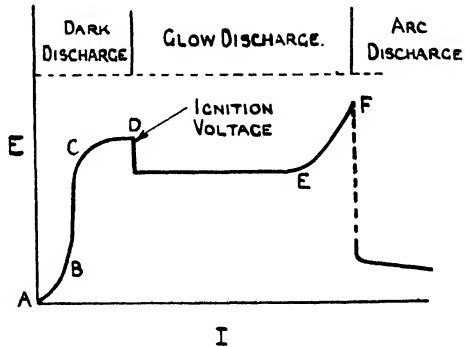 DARK
DISCHARGE
GLOW DISCHARGE.
ARC
DISCHARGE
IGNITION
VOLTAGE
D
C
F
E
E
B
A
I